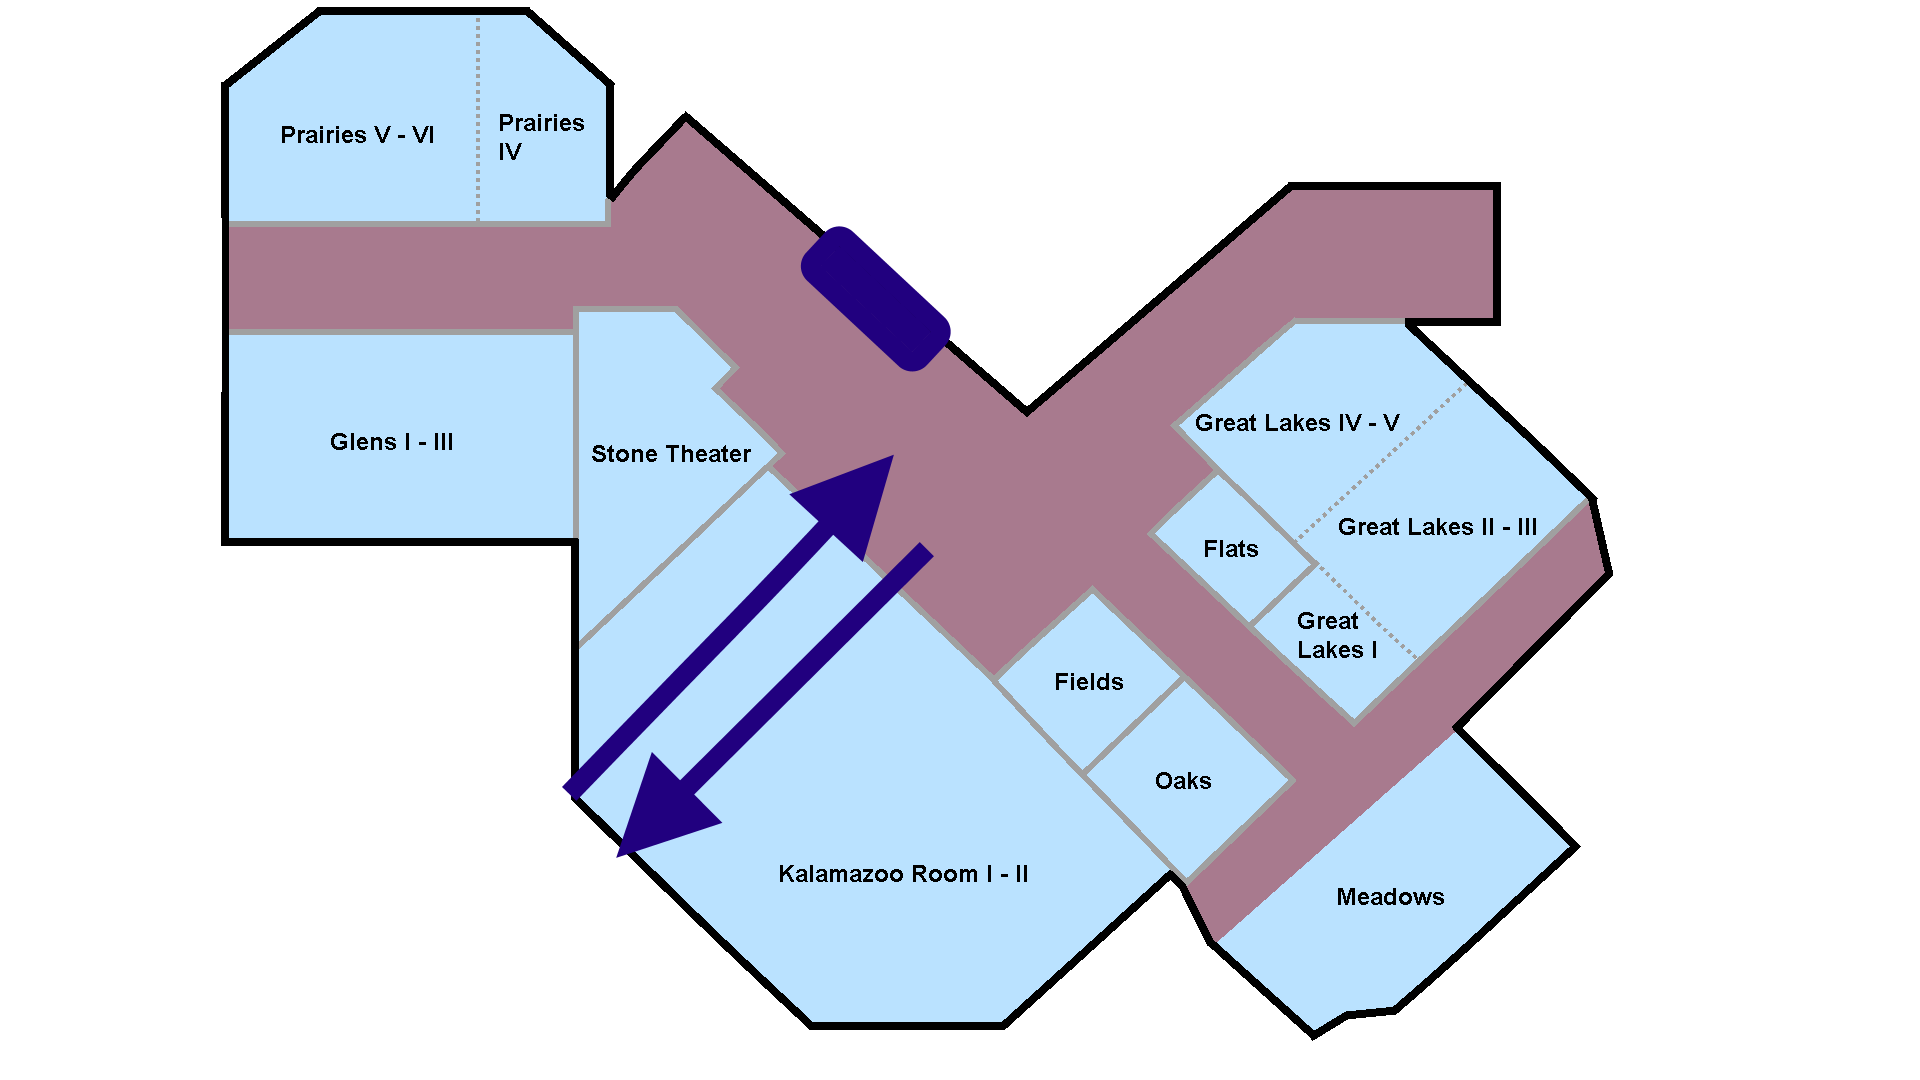 Prairies V - VI
Prairies
IV
Glens I - III
Stone Theater
Great Lakes IV - V
Great Lakes II - III
Flats
Great
Lakes I
Fields
Oaks
Kalamazoo Room I - II
Meadows